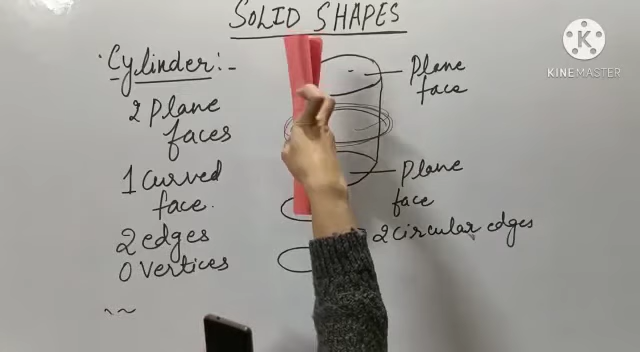 SOLID SHAPES
Cylinder:-
2 Plane
faces
1 Curved
face.
2 edges
0 Vertices
Plane
face
Plane
face
2 Circular edges
KINEMASTER